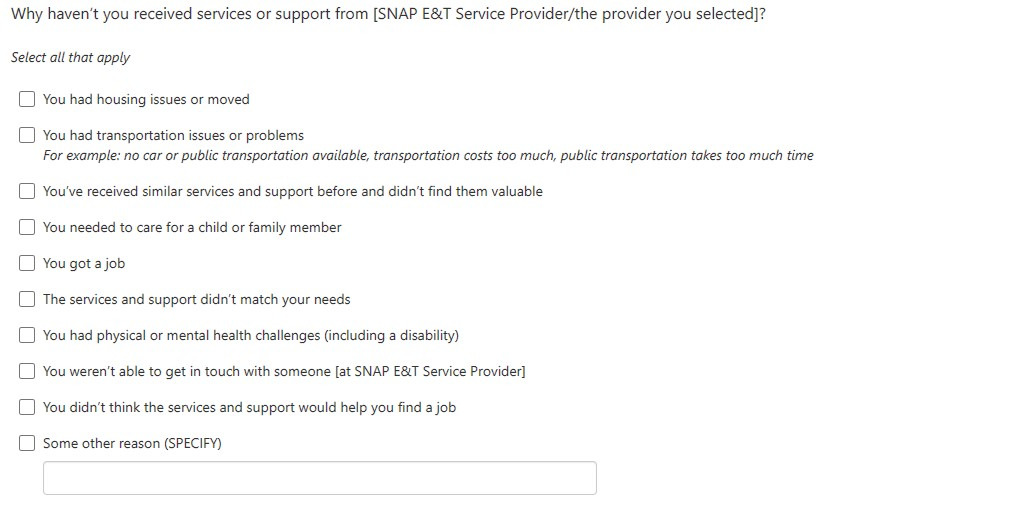 Why haven't you received services or support from [SNAP E&T Service Provider/the provider you selected]?
Select all that apply
You had housing issues or moved
You had transportation issues or problems
For example: no car or public transportation available, transportation costs too much, public transportation takes too much time
You've received similar services and support before and didn't find them valuable
You needed to care for a child or family member
You got a job
The services and support didn't match your needs
You had physical or mental health challenges (including a disability)
You weren't able to get in touch with someone [at SNAP E&T Service Provider]
You didn't think the services and support would help you find a job
Some other reason (SPECIFY)